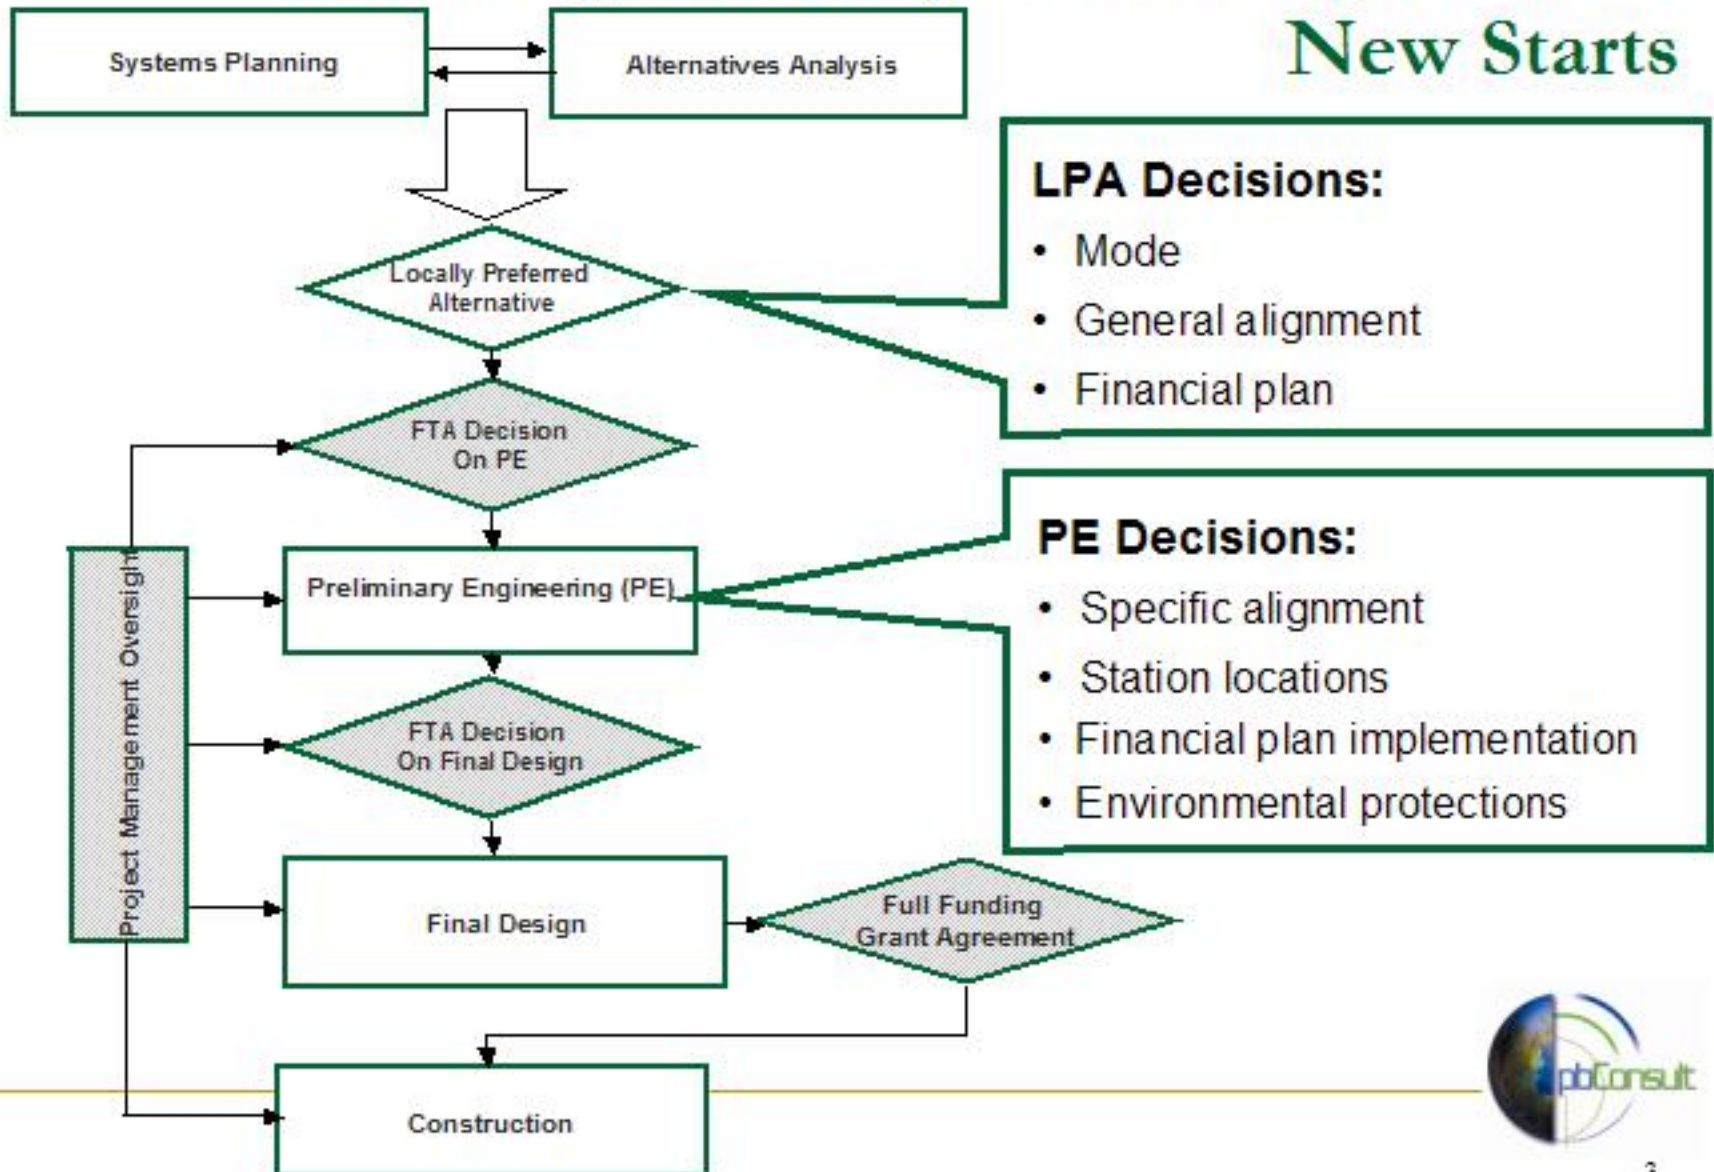 New Starts
Systems Planning
Alternatives Analysis
LPA Decisions:
• Mode
• General alignment
• Financial plan
Locally Preferred
Alternative
FTA Decision
On PE
PE Decisions:
• Specific alignment
• Station locations
• Financial plan implementation
• Environmental protections
Preliminary Engineering (PE)
Project Management Oversight
FTA Decision
On Final Design
Final Design
Full Funding
Grant Agreement
Construction
pbConsult